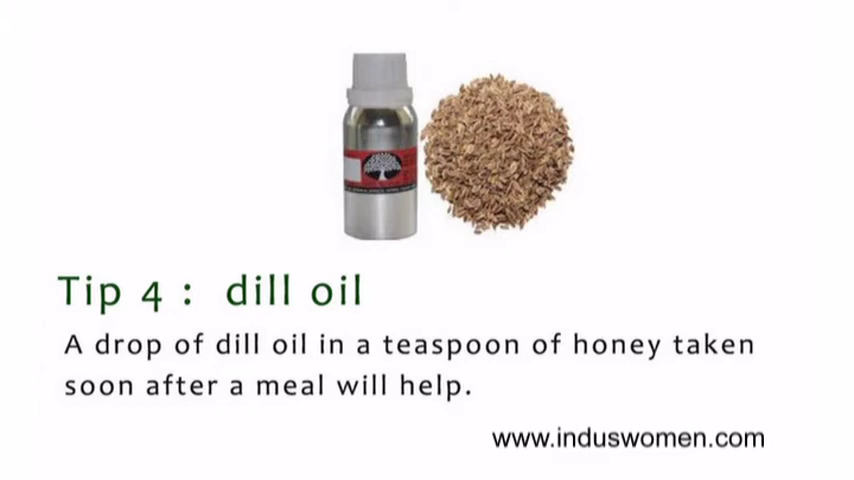 Tip 4 : dill oil
A drop of dill oil in a teaspoon of honey taken
soon after a meal will help.
www.induswomen.com